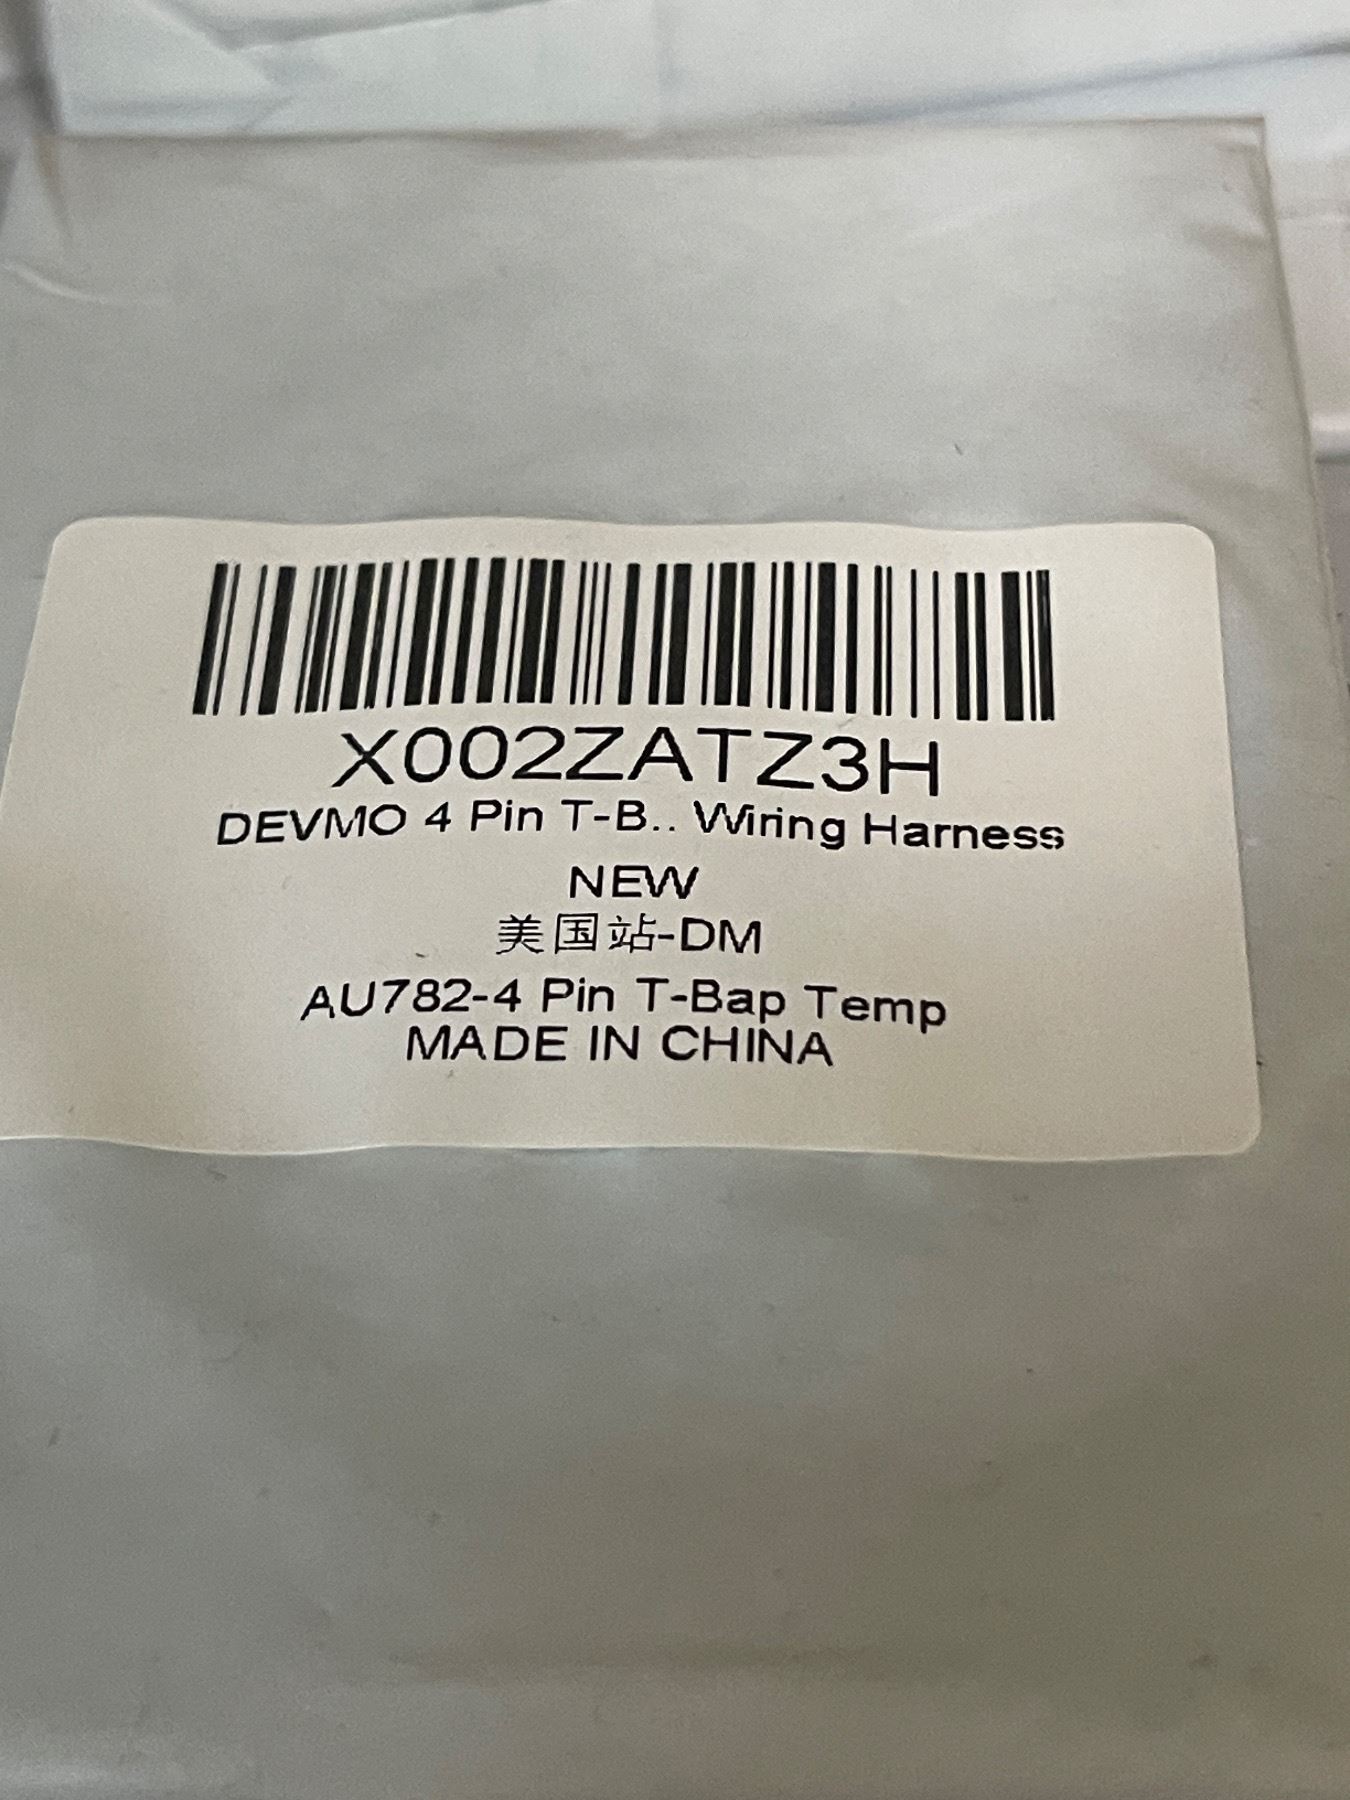 X002ZATZ3H
DEVMO 4 Pin T-B.. Wiring Harness
NEW
美国站-DM
AU782-4 Pin T-Bap Temp
MADE IN CHINA